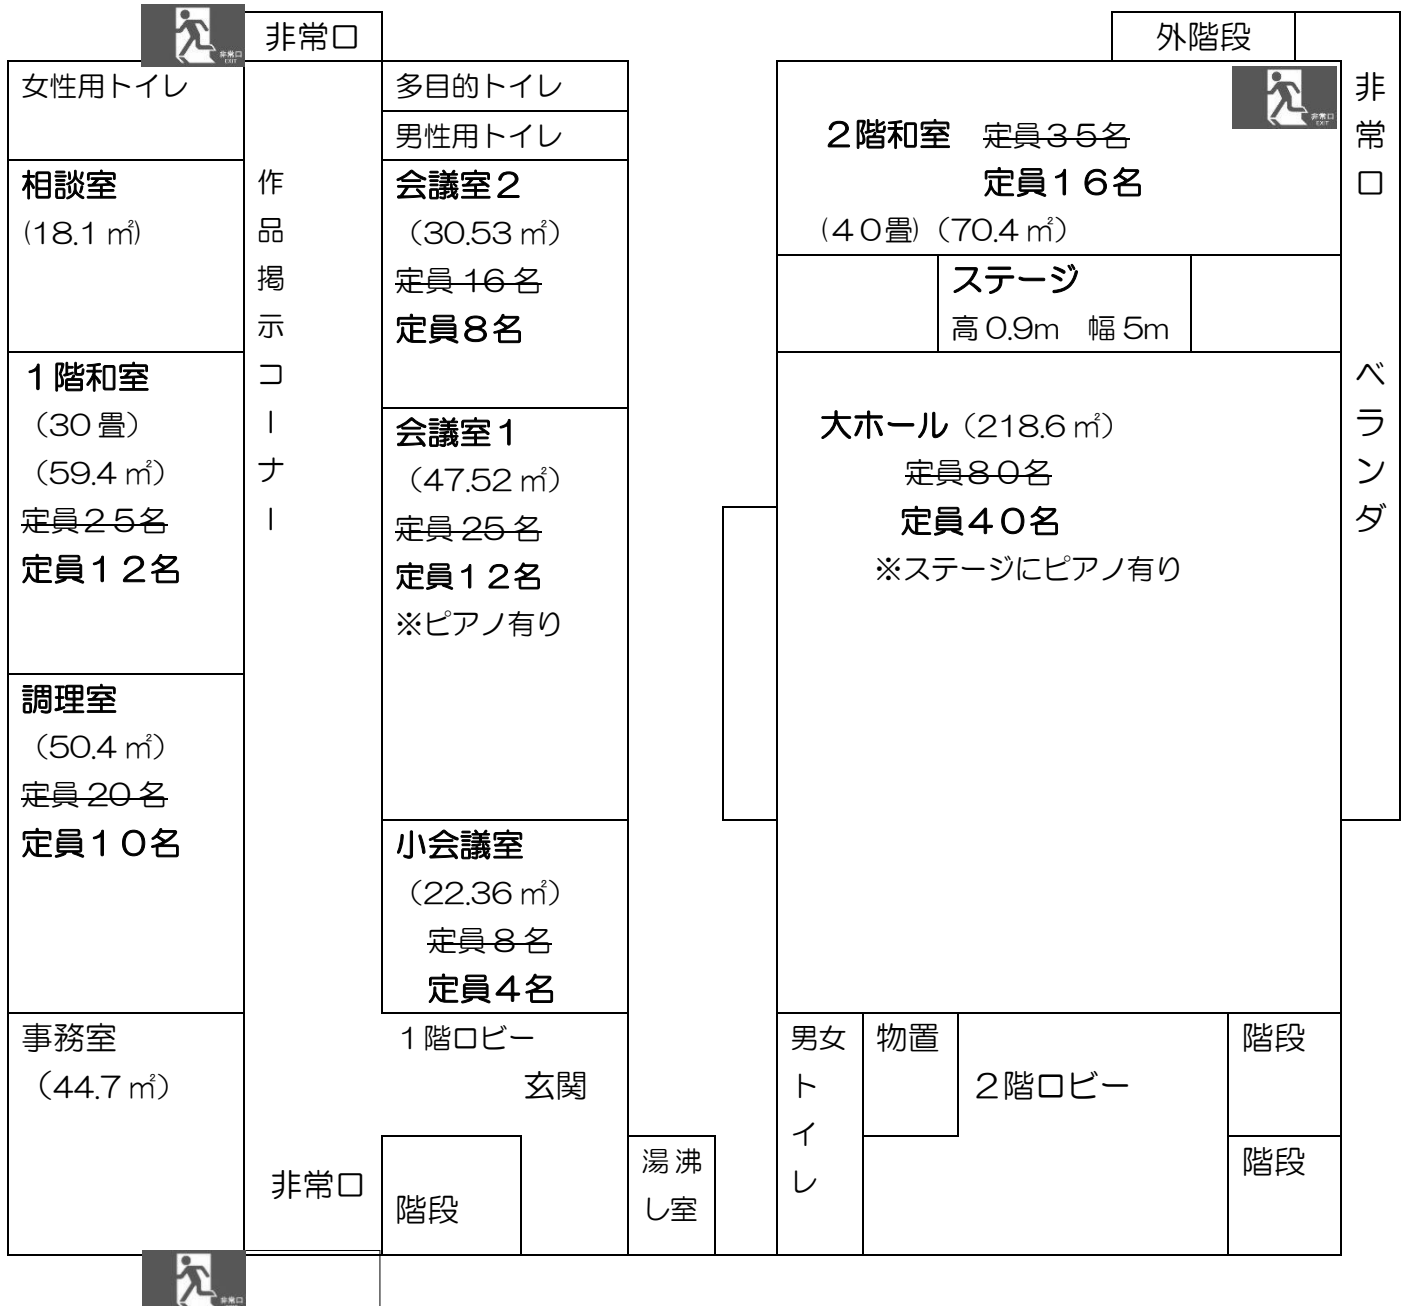 非常口
EXIT
非常口
女性用トイレ
相談室
(18.1㎡)
1階和室
（30畳）
（59.4㎡）
定員25名
定員12名
調理室
（50.4㎡）
定員20名
定員10名
事務室
（44.7㎡）
作品掲示コーナー
多目的トイレ
男性用トイレ
会議室2
（30.53㎡）
定員16名
定員8名
会議室1
（47.52㎡）
定員25名
定員12名
※ピアノ有り
小会議室
（22.36㎡）
定員8名
定員4名
1階ロビー
玄関
非常口
階段
湯沸
し室
非常口
外階段
非常口
EXIT
非常口
ベランダ
2階和室 定員35名
定員16名
(40畳)（70.4㎡）
ステージ
高0.9m 幅5m
大ホール（218.6㎡）
定員80名
定員40名
※ステージにピアノ有り
男女トイレ
物置
2階ロビー
階段
階段